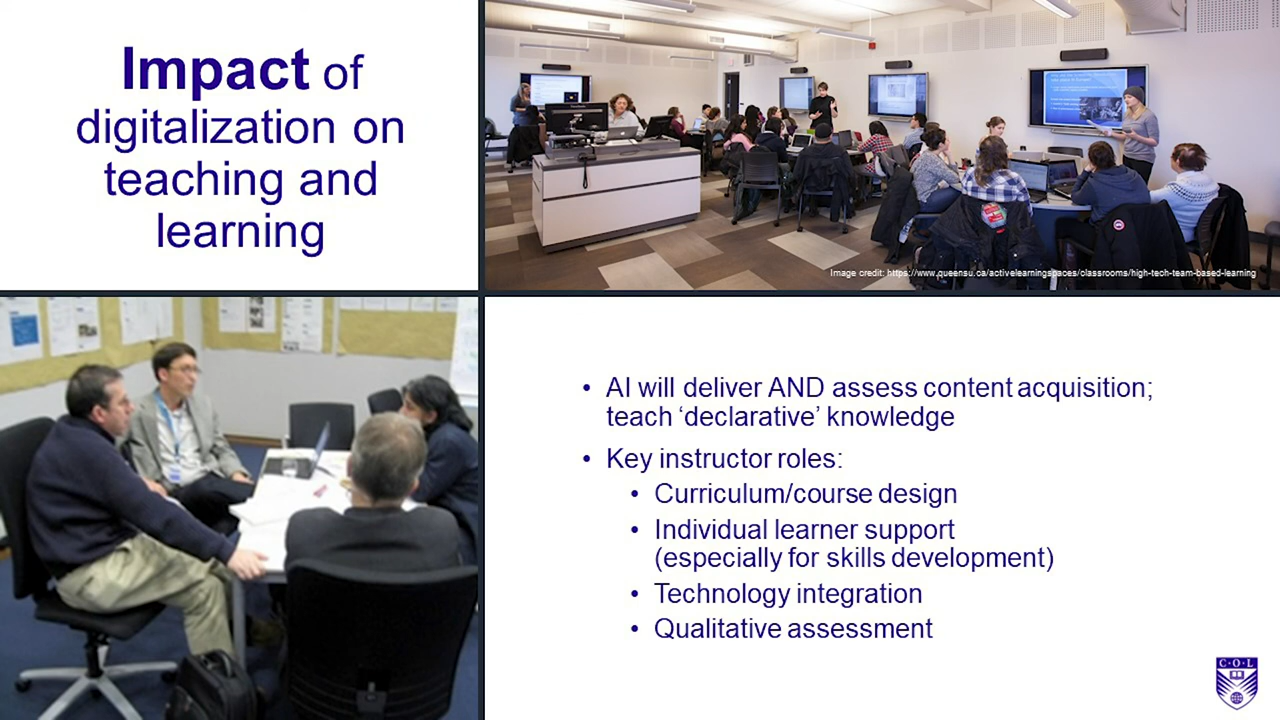 Impact of
digitalization on
teaching and
learning
Image credit: https://www.queensu.ca/activelearningspaces/classrooms/high-tech-team-based-learning
• AI will deliver AND assess content acquisition;
teach ‘declarative’ knowledge
• Key instructor roles:
• Curriculum/course design
• Individual learner support
(especially for skills development)
• Technology integration
• Qualitative assessment
C·O·L